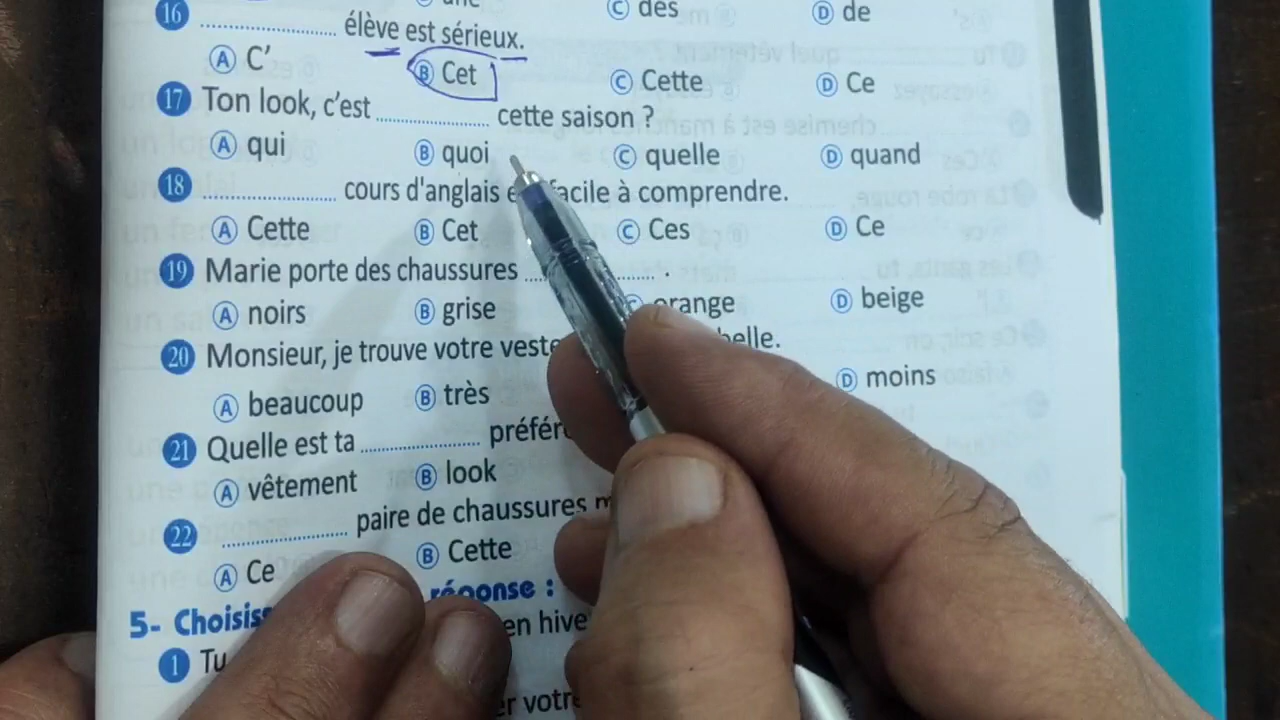 C des D de
16 ............ élève est sérieux.
A C' B Cet C Cette D Ce
17 Ton look, c'est ............ cette saison ?
A qui B quoi C quelle D quand
18 ............ cours d'anglais facile à comprendre.
A Cette B Cet C Ces D Ce
19 Marie porte des chaussures ............ .
A noirs B grise C orange D beige
20 Monsieur, je trouve votre veste belle.
A beaucoup B très D moins
21 Quelle est ta ............
A vêtement B look
22 ............ paire de chaussures
A Ce B Cette
5- réponse :
1 Tu en
votre